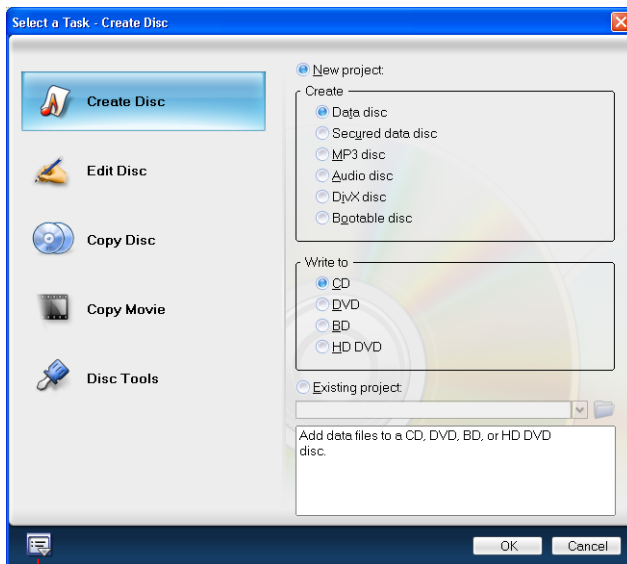 Select a Task - Create Disc
Create Disc
Edit Disc
Copy Disc
Copy Movie
Disc Tools
New project:
Create
Data disc
Secured data disc
MP3 disc
Audio disc
DivX disc
Bootable disc
Write to
CD
DVD
BD
HD DVD
Existing project:
Add data files to a CD, DVD, BD, or HD DVD
disc.
OK
Cancel